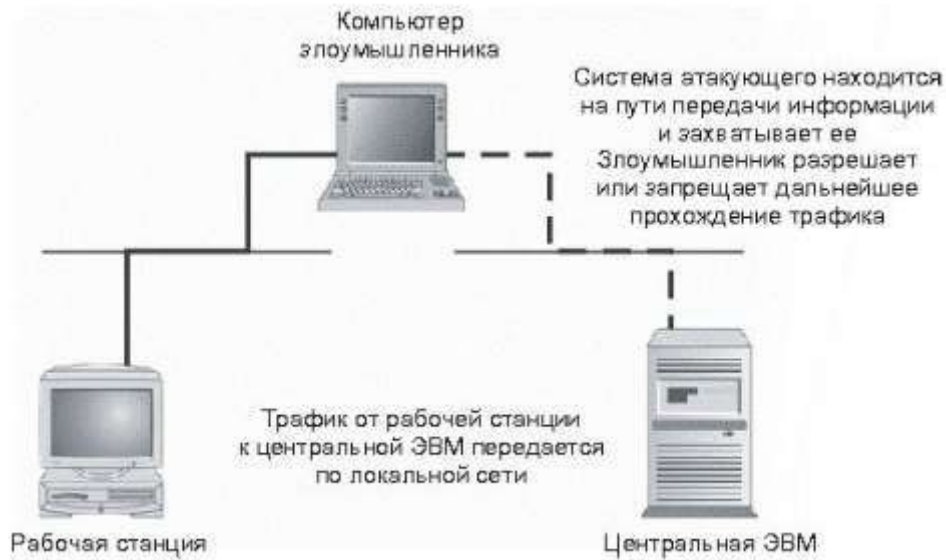 Компьютер
злоумышленника
Система атакующего находится
на пути передачи информации
и захватывает ее
Злоумышленник разрешает
или запрещает дальнейшее
прохождение трафика
Трафик от рабочей станции
к центральной ЭВМ передается
по локальной сети
Рабочая станция
Центральная ЭВМ